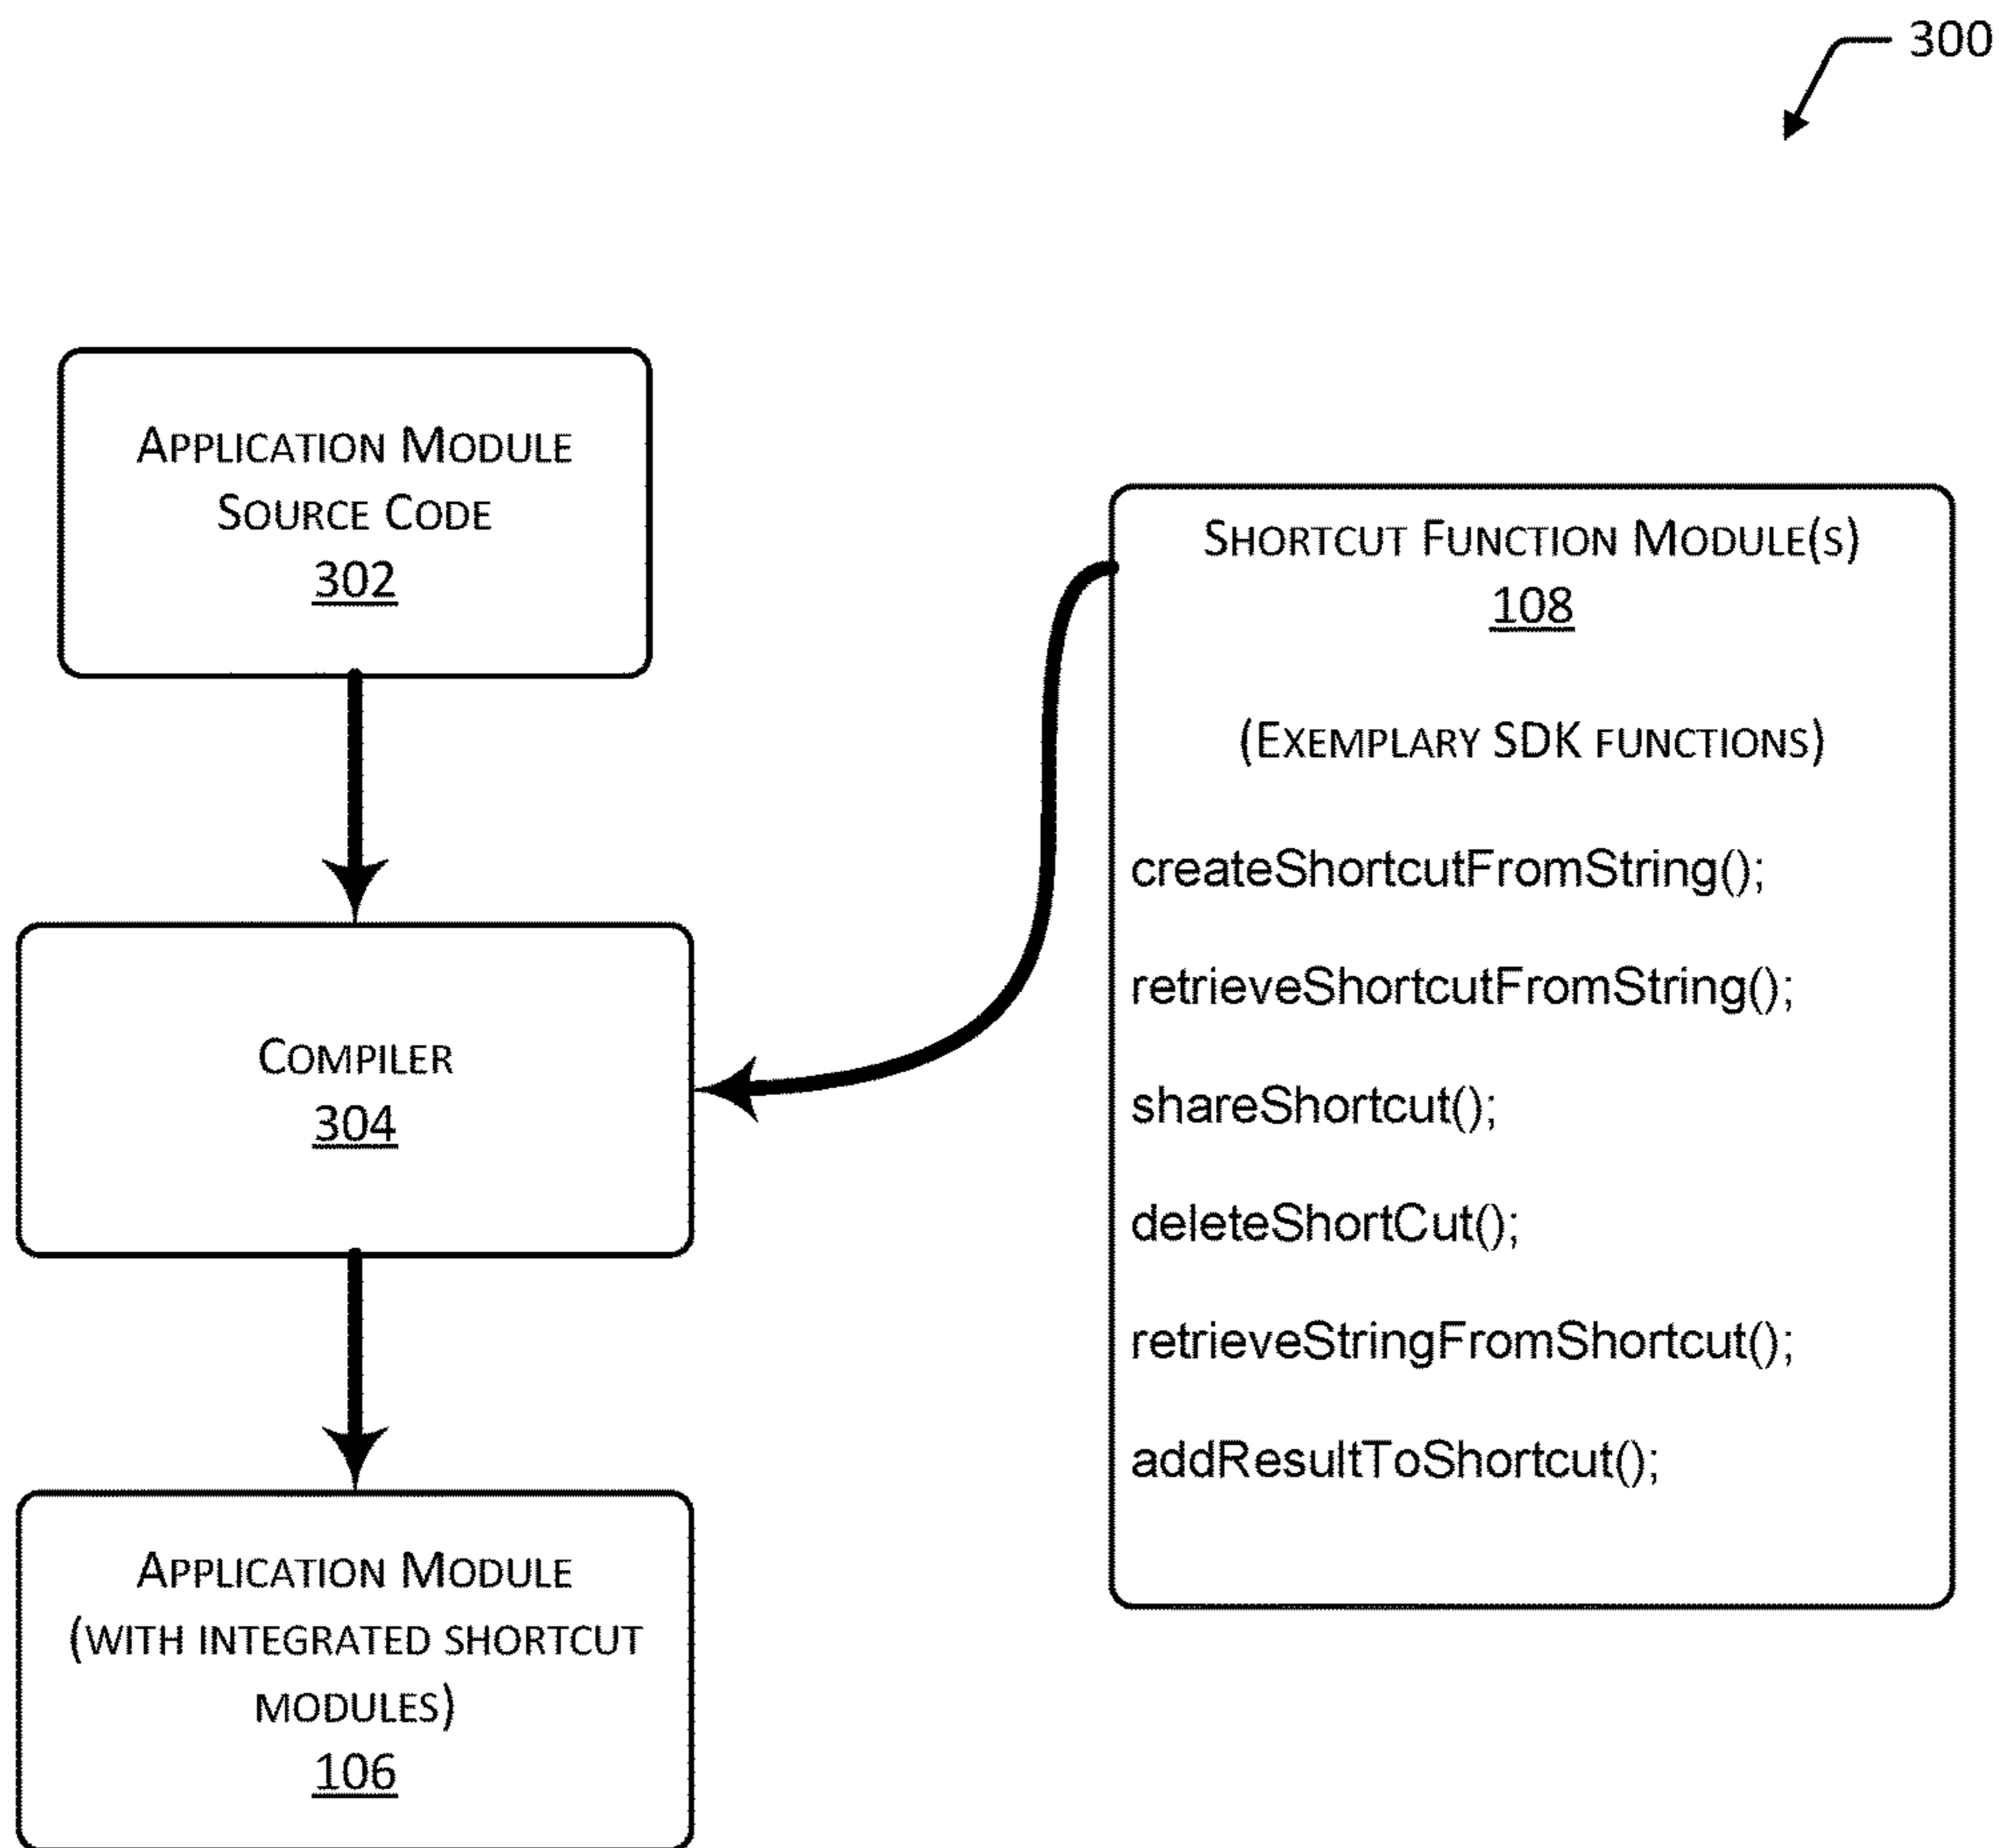 300
APPLICATION MODULE
SOURCE CODE
302
COMPILER
304
APPLICATION MODULE
(WITH INTEGRATED SHORTCUT
MODULES)
106
SHORTCUT FUNCTION MODULE(S)
108
(EXEMPLARY SDK FUNCTIONS)
createShortcutFromString();
retrieveShortcutFromString();
shareShortcut();
deleteShortCut();
retrieveStringFromShortcut();
addResultToShortcut();